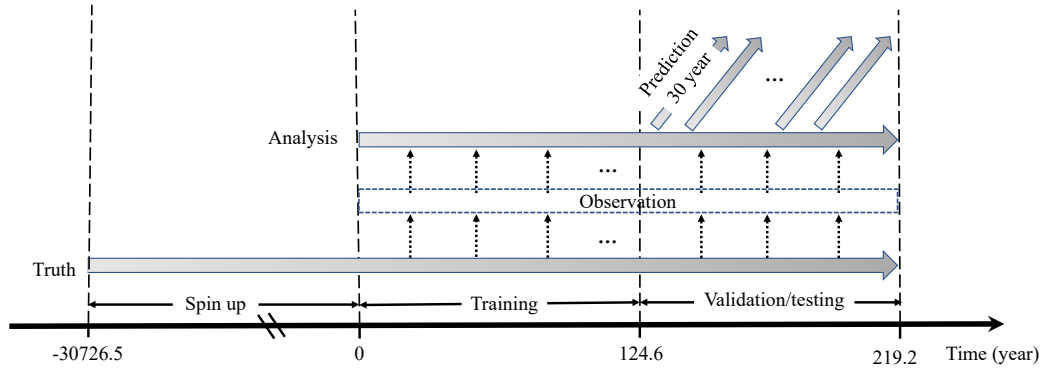 Prediction
30 year
...
Analysis
...
Observation
...
Truth
Spin up
Training
Validation/testing
-30726.5
0
124.6
219.2
Time (year)